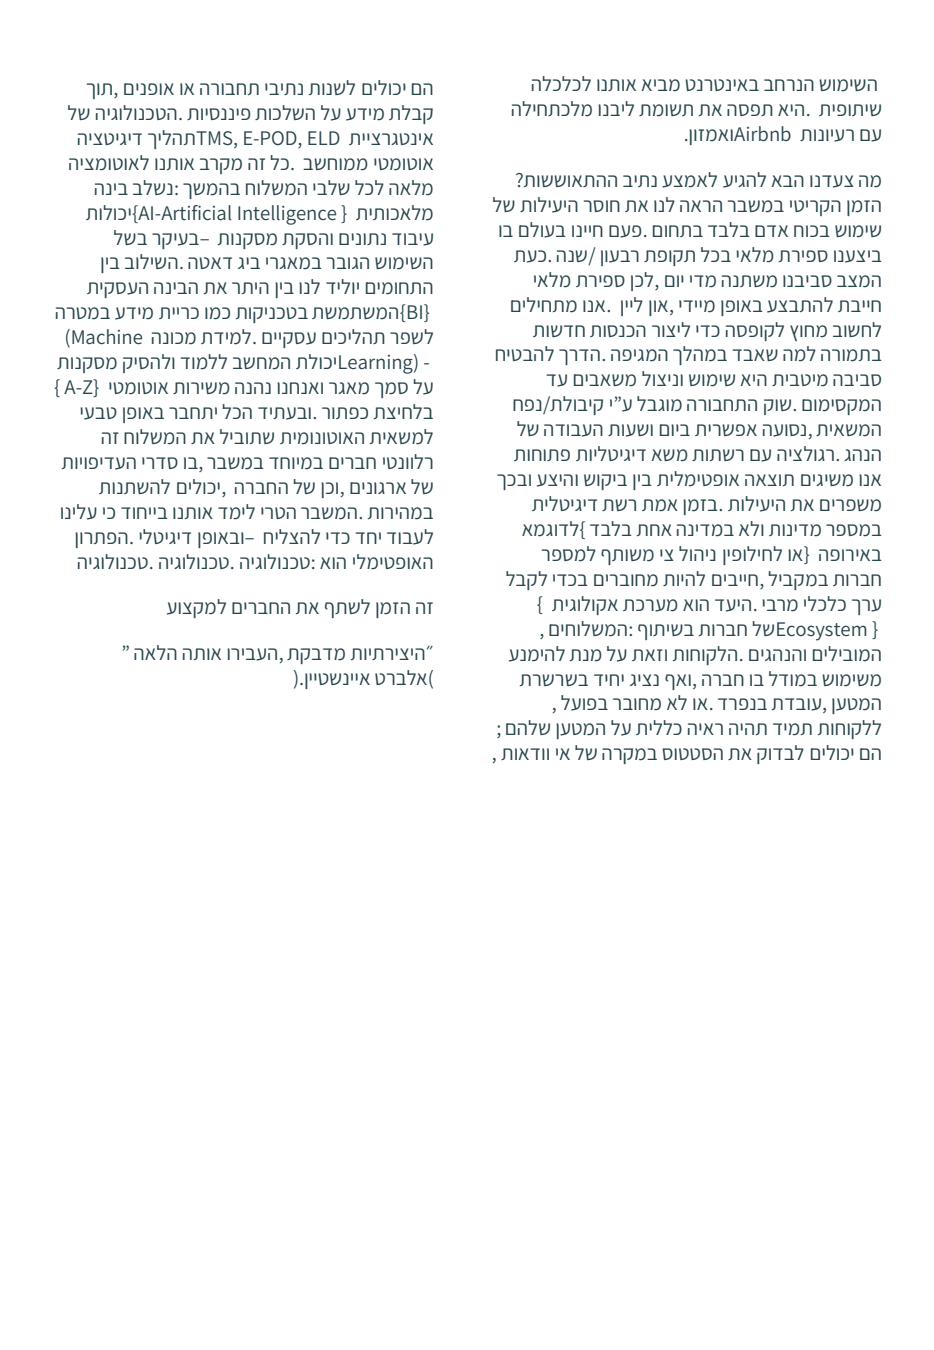 השימוש הנרחב באינטרנט מביא אותנו לכלכלה
שיתופית .היא תפסה את תשומת ליבנו מלכתחילה
עם רעיונות Airbnbואמזון.
מה צעדנו הבא להגיע לאמצע נתיב ההתאוששות?
הזמן הקריטי במשבר הראה לנו את חוסר היעילות של
שימוש בכוח אדם בלבד בתחום .פעם חיינו בעולם בו
ביצענו ספירת מלאי בכל תקופת רבעון /שנה .כעת
המצב סביבנו משתנה מדי יום ,לכן ספירת מלאי
חייבת להתבצע באופן מיידי ,און ליין .אנו מתחילים
לחשוב מחוץ לקופסה כדי ליצור הכנסות חדשות
בתמורה למה שאבד במהלך המגיפה .הדרך להבטיח
סביבה מיטבית היא שימוש וניצול משאבים עד
המקסימום .שוק התחבורה מוגבל ע”י קיבולת/נפח
המשאית ,נסועה אפשרית ביום ושעות העבודה של
הנהג .רגולציה עם רשתות משא דיגיטליות פתוחות
אנו משיגים תוצאה אופטימלית בין ביקוש והיצע ובכך
משפרים את היעילות .בזמן אמת רשת דיגיטלית
במספר מדינות ולא במדינה אחת בלבד }לדוגמא
באירופה {או לחילופין ניהול צי משותף למספר
חברות במקביל ,חייבים להיות מחוברים בכדי לקבל
ערך כלכלי מרבי .היעד הוא מערכת אקולוגית }
{ Ecosystemשל חברות בשיתוף :המשלוחים ,
המובילים והנהגים .הלקוחות וזאת על מנת להימנע
משימוש במודל בו חברה ,ואף נציג יחיד בשרשרת
המטען ,עובדת בנפרד .או לא מחובר בפועל ,
ללקוחות תמיד תהיה ראיה כללית על המטען שלהם ;
הם יכולים לבדוק את הסטטוס במקרה של אי וודאות ,
הם יכולים לשנות נתיבי תחבורה או אופנים ,תוך
קבלת מידע על השלכות פיננסיות .הטכנולוגיה של
אינטגרציית TMS, E-POD, ELDתהליך דיגיטציה
אוטומטי ממוחשב .כל זה מקרב אותנו לאוטומציה
מלאה לכל שלבי המשלוח בהמשך :נשלב בינה
מלאכותית { AI-Artificial Intelligence}יכולות
עיבוד נתונים והסקת מסקנות –בעיקר בשל
השימוש הגובר במאגרי ביג דאטה .השילוב בין
התחומים יוליד לנו בין היתר את הבינה העסקית
{BI}המשתמשת בטכניקות כמו כריית מידע במטרה
לשפר תהליכים עסקיים .למידת מכונה Machine)
- (Learningיכולת המחשב ללמוד ולהסיק מסקנות
על סמך מאגר ואנחנו נהנה משירות אוטומטי {A-Z }
בלחיצת כפתור .ובעתיד הכל יתחבר באופן טבעי
למשאית האוטונומית שתוביל את המשלוח זה
רלוונטי חברים במיוחד במשבר ,בו סדרי העדיפויות
של ארגונים ,וכן של החברה ,יכולים להשתנות
במהירות .המשבר הטרי לימד אותנו בייחוד כי עלינו
לעבוד יחד כדי להצליח –ובאופן דיגיטלי .הפתרון
האופטימלי הוא :טכנולוגיה .טכנולוגיה .טכנולוגיה
זה הזמן לשתף את החברים למקצוע
״היצירתיות מדבקת ,העבירו אותה הלאה ”
)אלברט איינשטיין.(